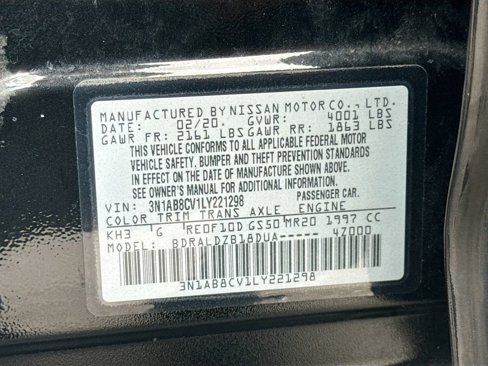 MANUFACTURED BY NISSAN MOTOR CO., LTD.
DATE: 02/20 GVWR: 4001 LBS
GAWR FR: 2161 LBS GAWR RR: 1863 LBS
THIS VEHICLE CONFORMS TO ALL APPLICABLE FEDERAL MOTOR
VEHICLE SAFETY, BUMPER AND THEFT PREVENTION STANDARDS
IN EFFECT ON THE DATE OF MANUFACTURE SHOWN ABOVE.
SEE OWNER'S MANUAL FOR ADDITIONAL INFORMATION.
VIN: 3N1AB8CV1LY221298 PASSENGER CAR.
COLOR TRIM TRANS AXLE ENGINE
KH3 G RE0F10D GS50 MR20 1997 CC
MODEL: BDRALDZB18DUA----- 4Z000
3N1AB8CV1LY221298